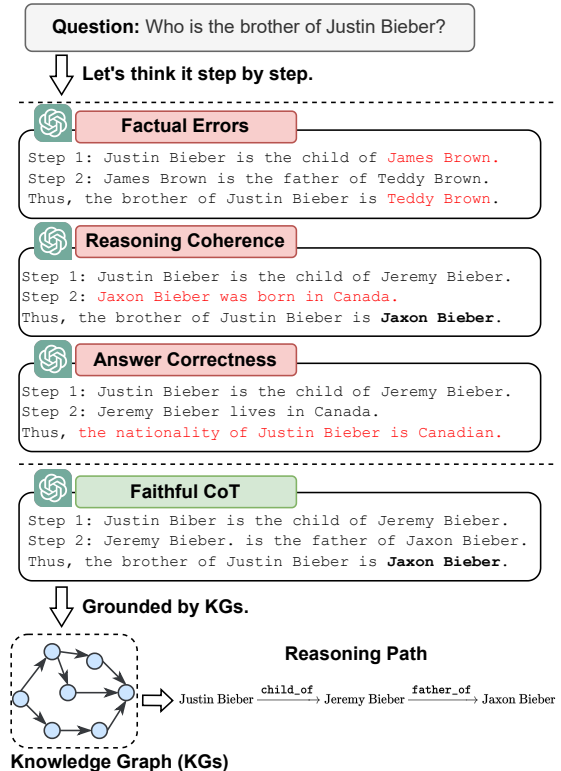 Question: Who is the brother of Justin Bieber?
Let's think it step by step.
Factual Errors
Step 1: Justin Bieber is the child of James Brown.
Step 2: James Brown is the father of Teddy Brown.
Thus, the brother of Justin Bieber is Teddy Brown.
Reasoning Coherence
Step 1: Justin Bieber is the child of Jeremy Bieber.
Step 2: Jaxon Bieber was born in Canada.
Thus, the brother of Justin Bieber is Jaxon Bieber.
Answer Correctness
Step 1: Justin Bieber is the child of Jeremy Bieber.
Step 2: Jeremy Bieber lives in Canada.
Thus, the nationality of Justin Bieber is Canadian.
Faithful CoT
Step 1: Justin Biber is the child of Jeremy Bieber.
Step 2: Jeremy Bieber. is the father of Jaxon Bieber.
Thus, the brother of Justin Bieber is Jaxon Bieber.
Grounded by KGs.
Reasoning Path
Justin Bieber child_of Jeremy Bieber father_of Jaxon Bieber
Knowledge Graph (KGs)